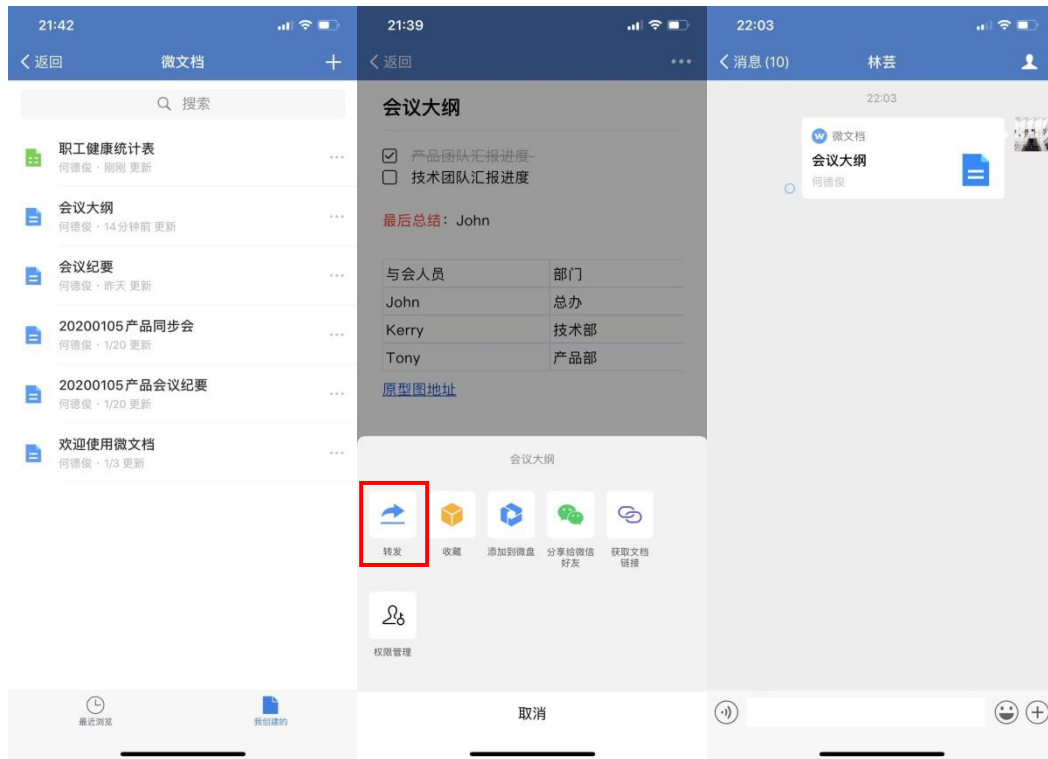 21:42
返回
微文档
搜索
职工健康统计表
何德俊 · 刚刚 更新
会议大纲
何德俊 · 14分钟前 更新
会议纪要
何德俊 · 昨天 更新
20200105产品同步会
何德俊 · 1/20 更新
20200105产品会议纪要
何德俊 · 1/20 更新
欢迎使用微文档
何德俊 · 1/3 更新
最近浏览
我创建的
21:39
返回
会议大纲
产品团队汇报进度
技术团队汇报进度
最后总结：John
与会人员 部门
John 总办
Kerry 技术部
Tony 产品部
原型图地址
会议大纲
转发
收藏
添加到微盘
分享给微信
好友
获取文档
链接
权限管理
取消
22:03
消息(10)
林芸
22:03
微文档
会议大纲
何德俊